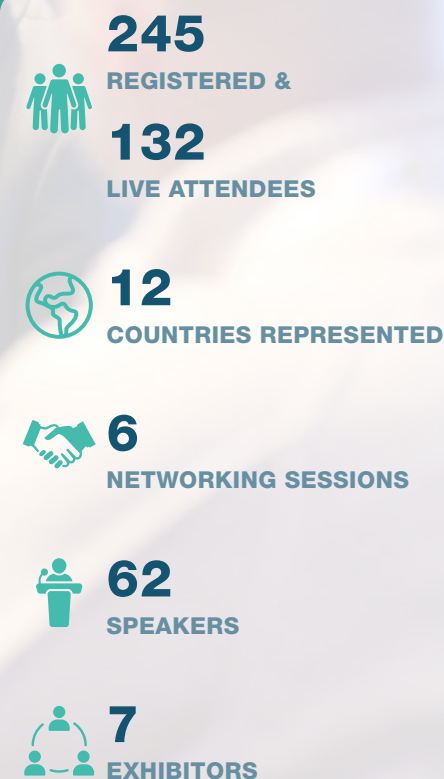 245
REGISTERED &
132
LIVE ATTENDEES
12
COUNTRIES REPRESENTED
6
NETWORKING SESSIONS
62
SPEAKERS
7
EXHIBITORS